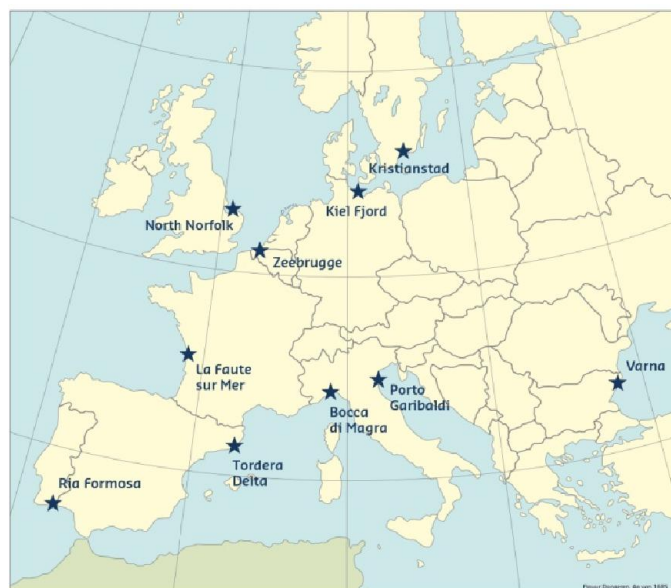 Kristianstad
Kiel Fjord
North Norfolk
Zeebrugge
La Faute
sur Mer
Varna
Porto
Garibaldi
Bocca
di Magra
Tordera
Delta
Ria Formosa